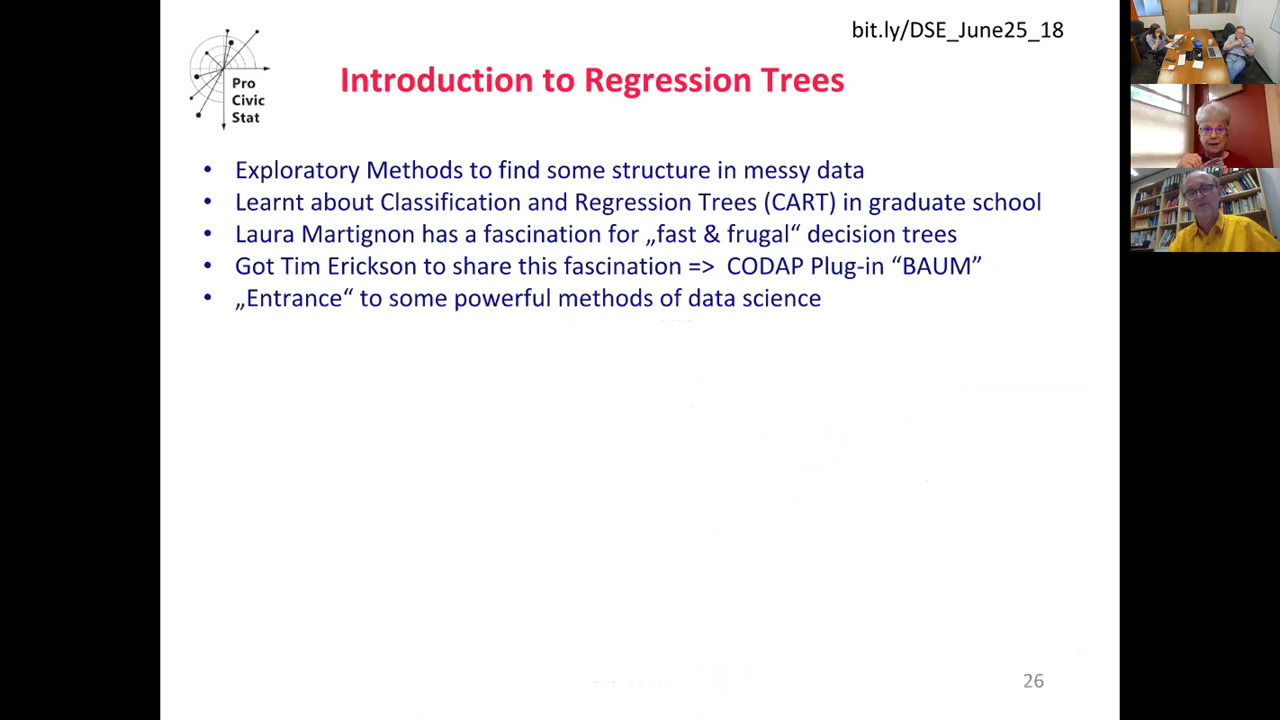 bit.ly/DSE_June25_18
Pro
Civic
Stat
Introduction to Regression Trees
• Exploratory Methods to find some structure in messy data
• Learnt about Classification and Regression Trees (CART) in graduate school
• Laura Martignon has a fascination for „fast & frugal“ decision trees
• Got Tim Erickson to share this fascination => CODAP Plug-in “BAUM”
• „Entrance“ to some powerful methods of data science
26